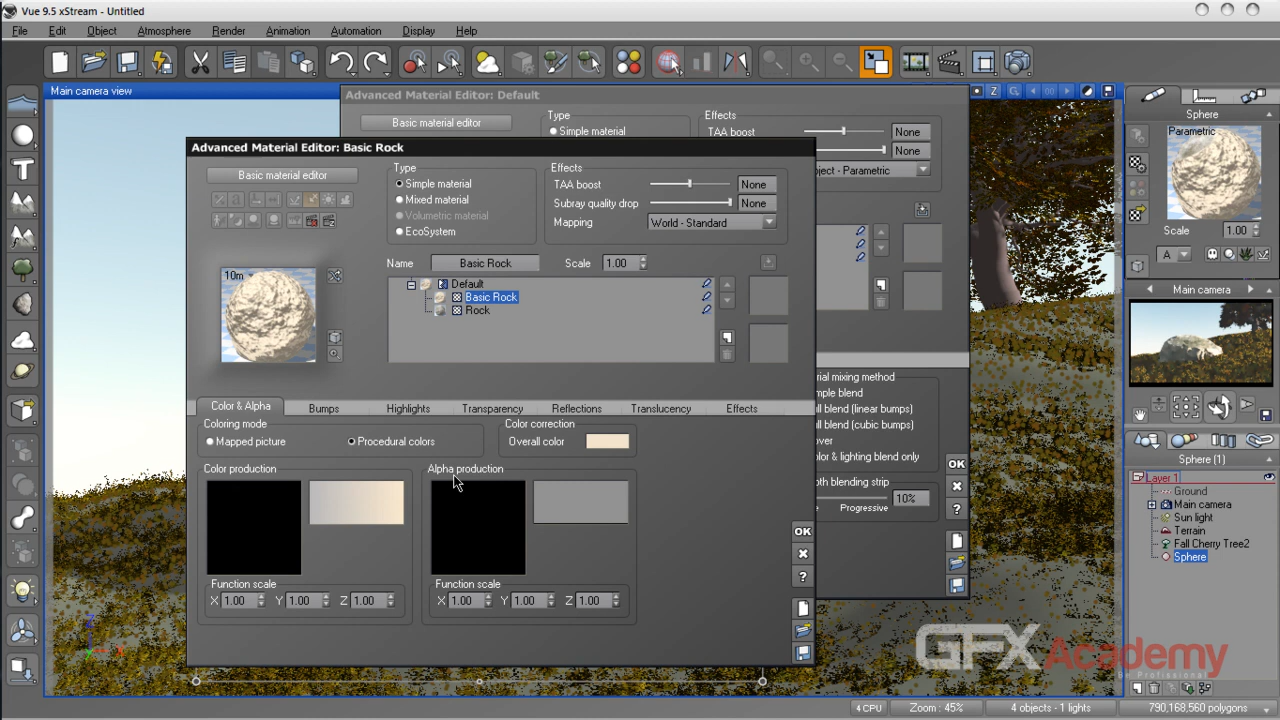 Vue 9.5 xStream - Untitled
File Edit Object Atmosphere Render Animation Automation Display Help
Main camera view
Z
Advanced Material Editor: Default
Basic material editor
Type
Simple material
Effects
TAA boost
None
None
bject - Parametric
Advanced Material Editor: Basic Rock
Basic material editor
Type
Simple material
Mixed material
Volumetric material
EcoSystem
Effects
TAA boost
None
Subray quality drop
None
Mapping
World - Standard
Name
Basic Rock
Scale
1.00
10m
Default
Basic Rock
Rock
Color & Alpha
Bumps
Highlights
Transparency
Reflections
Translucency
Effects
Coloring mode
Mapped picture
Procedural colors
Color correction
Overall color
Color production
Alpha production
Function scale
X 1.00 Y 1.00 Z 1.00
Function scale
X 1.00 Y 1.00 Z 1.00
OK
?
rial mixing method
mple blend
ll blend (linear bumps)
ll blend (cubic bumps)
over
color & lighting blend only
oth blending strip
Progressive
10%
OK
?
Sphere
Parametric
Scale
1.00
A
Main camera
Sphere (1)
Layer 1
Ground
Main camera
Sun light
Terrain
Fall Cherry Tree2
Sphere
GFXAcademy
Be Professional
4 CPU
Zoom : 45%
4 objects - 1 lights
790,168,560 polygons